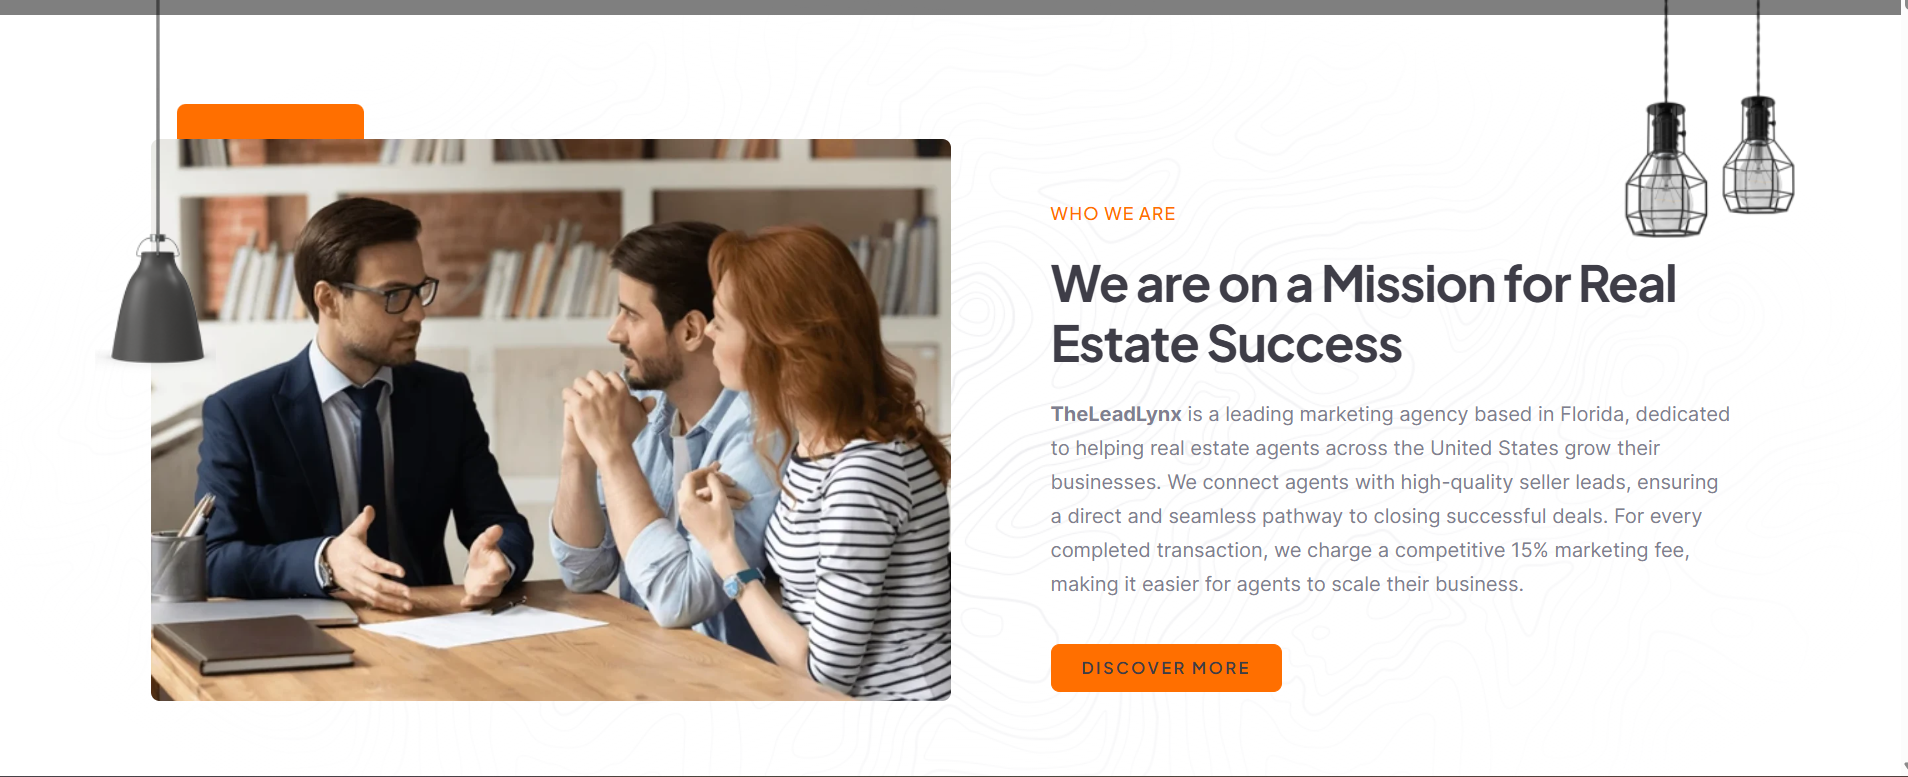 WHO WE ARE
We are on a Mission for Real
Estate Success
TheLeadLynx is a leading marketing agency based in Florida, dedicated
to helping real estate agents across the United States grow their
businesses. We connect agents with high-quality seller leads, ensuring
a direct and seamless pathway to closing successful deals. For every
completed transaction, we charge a competitive 15% marketing fee,
making it easier for agents to scale their business.
DISCOVER MORE